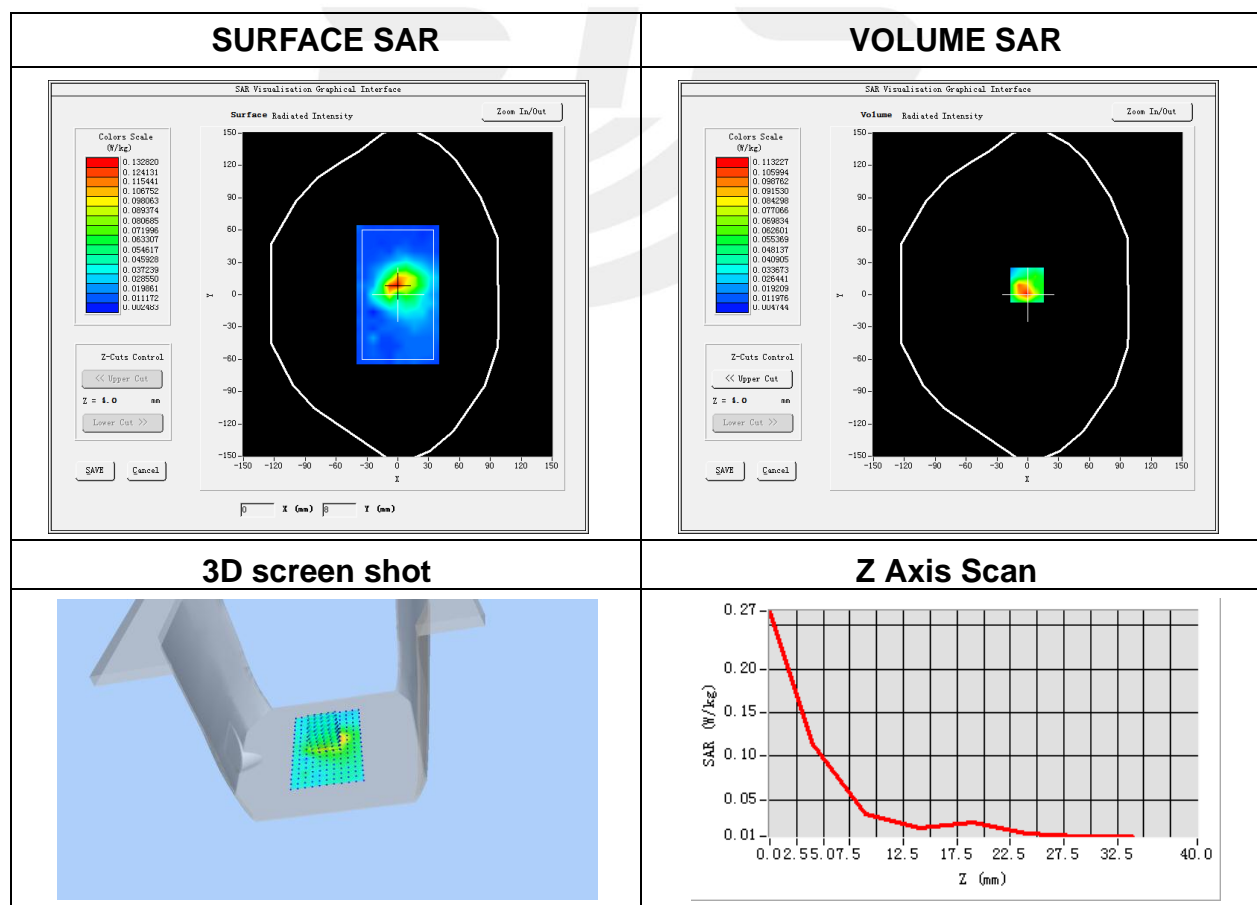 SURFACE SAR
VOLUME SAR
SAR Visualisation Graphical Interface
Surface Radiated Intensity
Zoom In/Out
Colors Scale
(W/kg)
0.132820
0.124131
0.115441
0.106752
0.098063
0.089374
0.080685
0.071996
0.063307
0.054617
0.045928
0.037239
0.028550
0.019861
0.011172
0.002483
Z-Cuts Control
<< Upper Cut
Z = 4.0 mm
Lower Cut >>
SAVE Cancel
150
120
90
60
30
0
-30
-60
-90
-120
-150
Y
-150 -120 -90 -60 -30 0 30 60 90 120 150
X
0 X (mm) 8 Y (mm)
SAR Visualisation Graphical Interface
Volume Radiated Intensity
Zoom In/Out
Colors Scale
(W/kg)
0.113227
0.105994
0.098762
0.091530
0.084298
0.077066
0.069834
0.062601
0.055369
0.048137
0.040905
0.033673
0.026441
0.019209
0.011976
0.004744
Z-Cuts Control
<< Upper Cut
Z = 4.0 mm
Lower Cut >>
SAVE Cancel
150
120
90
60
30
0
-30
-60
-90
-120
-150
Y
-150 -120 -90 -60 -30 0 30 60 90 120 150
X
3D screen shot
Z Axis Scan
0.27
0.20
0.15
0.10
0.05
0.01
SAR (W/kg)
0.0 2.5 5.0 7.5 12.5 17.5 22.5 27.5 32.5 40.0
Z (mm)